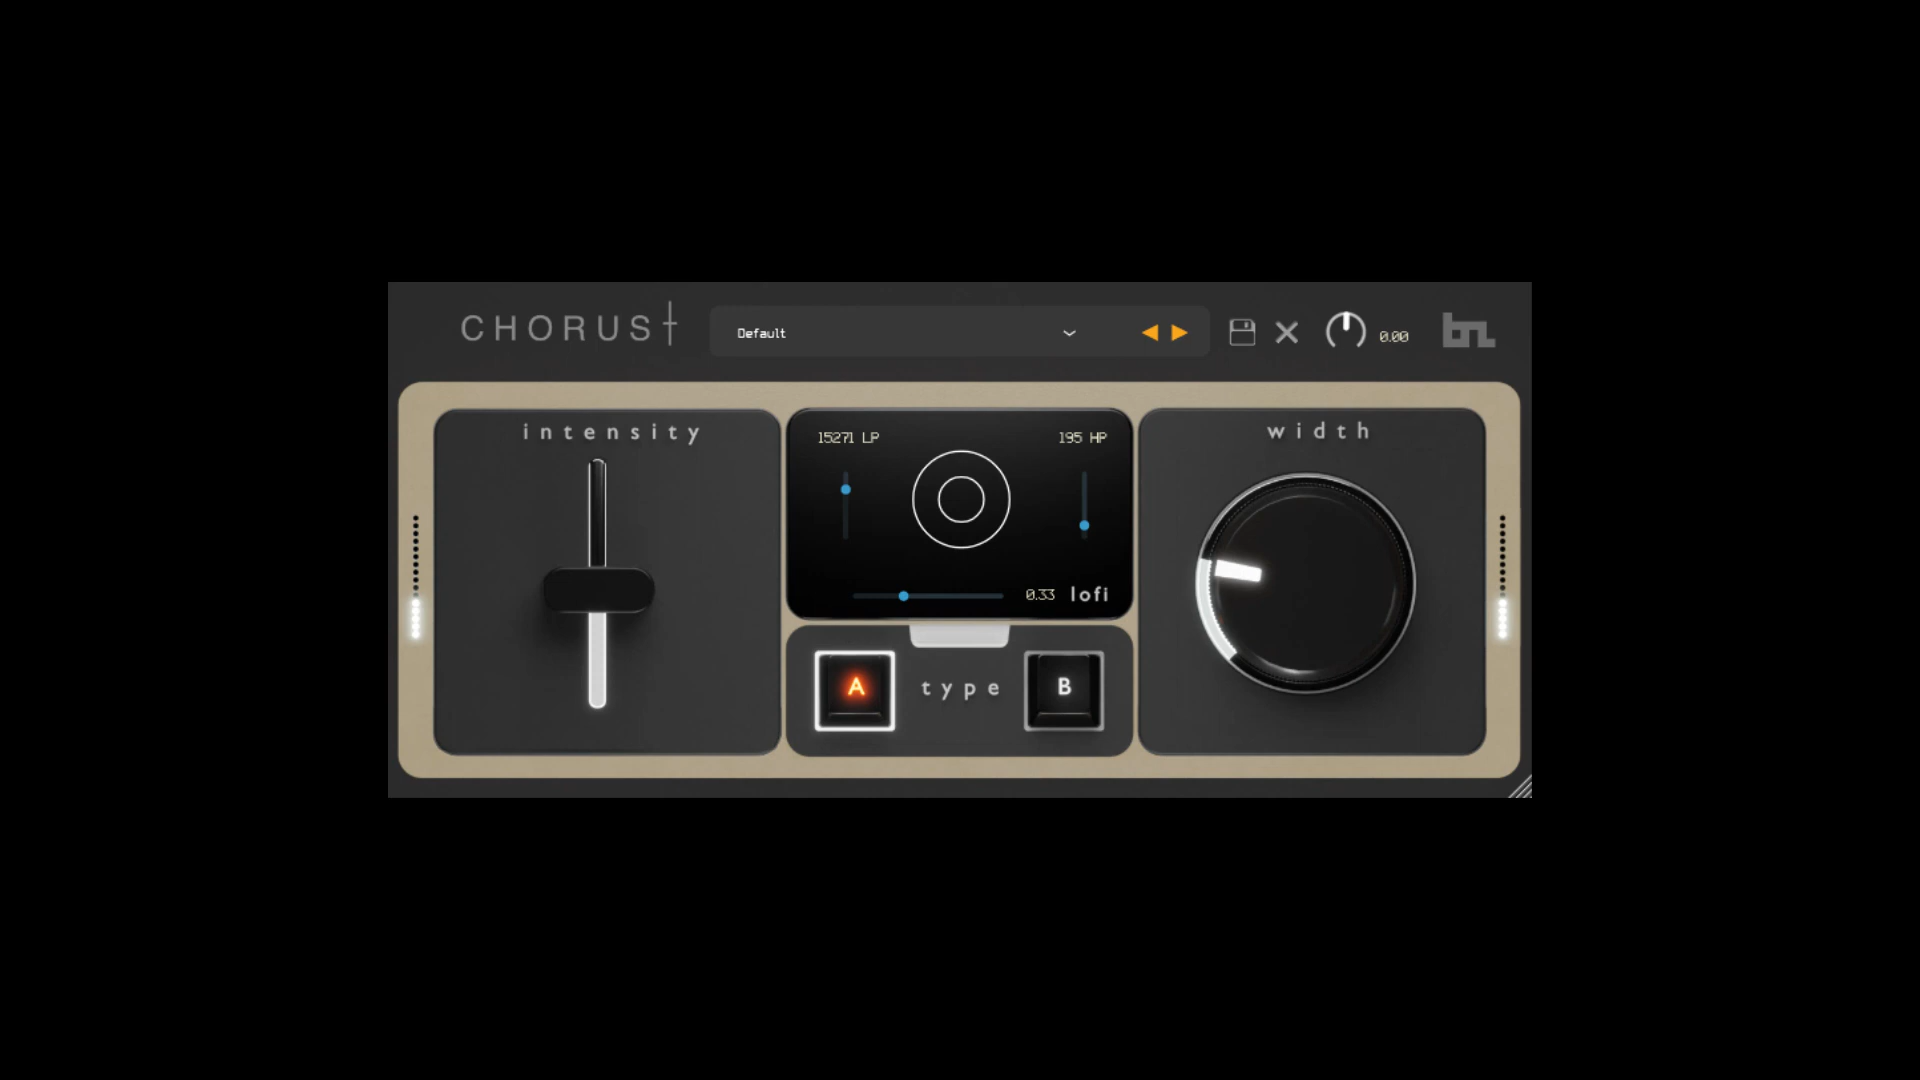 CHORUS
Default
0.00
intensity
15271 LP
195 HP
width
0.33 lofi
A type B